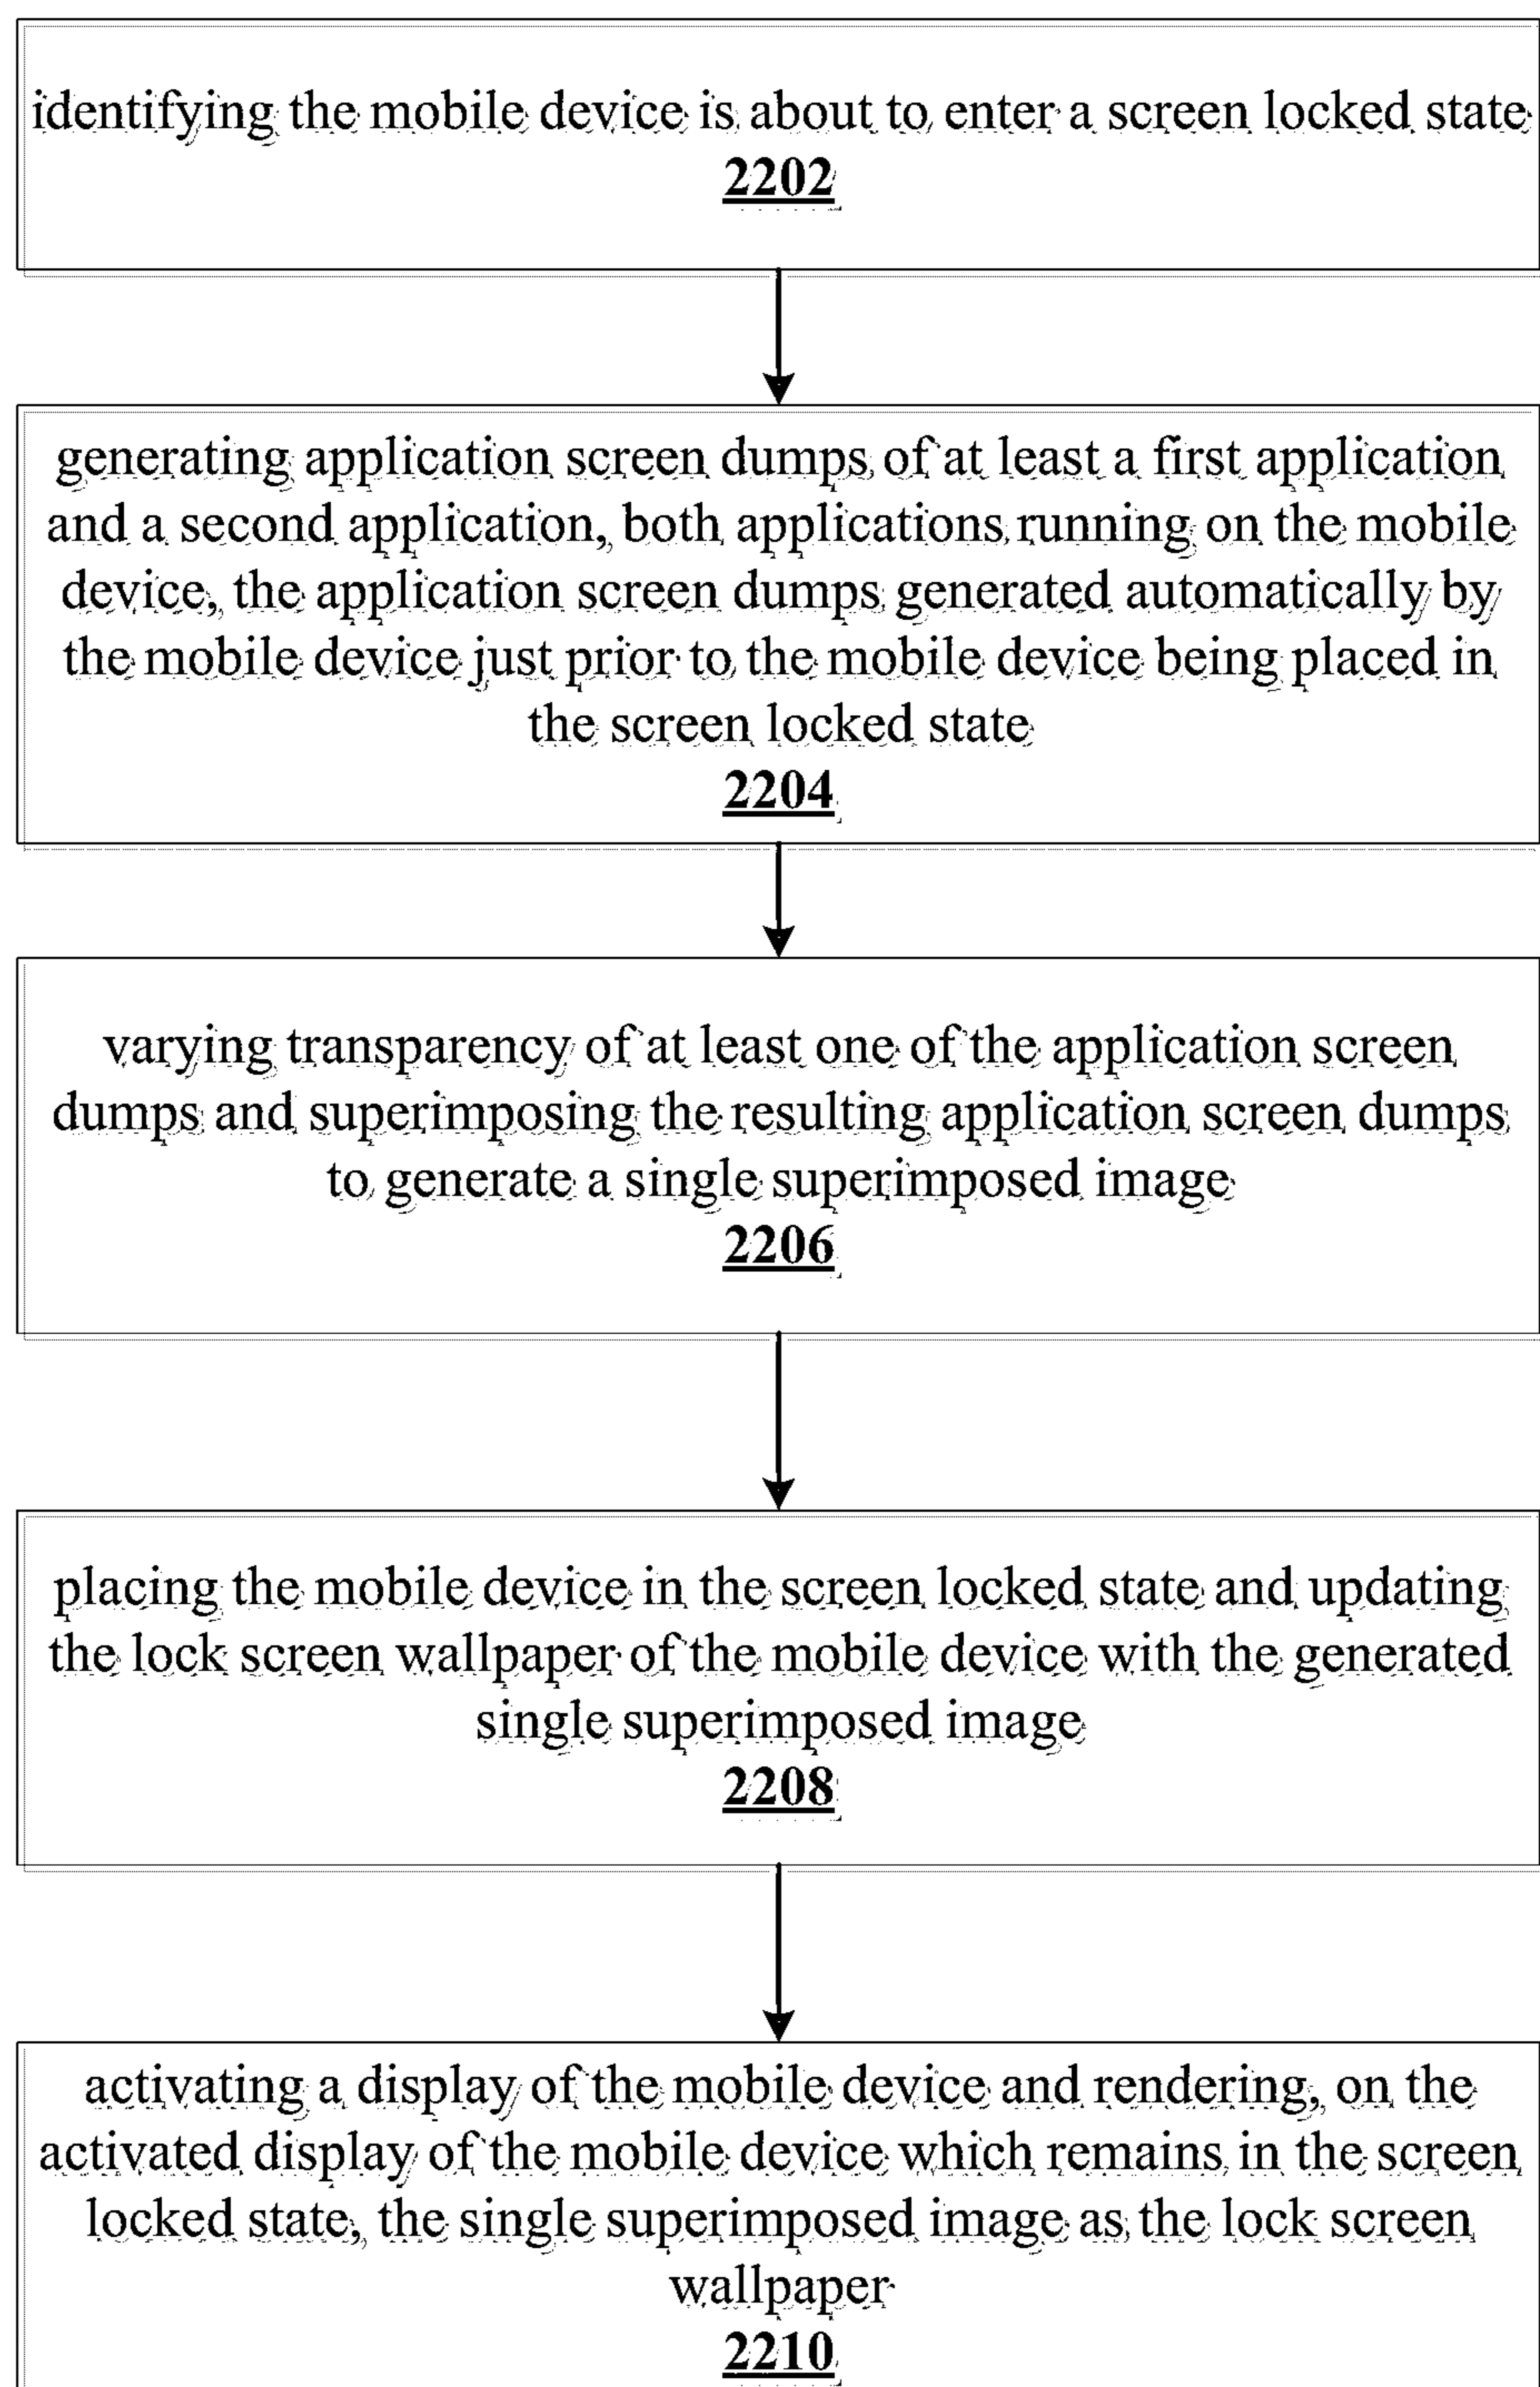 identifying the mobile device is about to enter a screen locked state
2202
generating application screen dumps of at least a first application
and a second application, both applications running on the mobile
device, the application screen dumps generated automatically by
the mobile device just prior to the mobile device being placed in
the screen locked state
2204
varying transparency of at least one of the application screen
dumps and superimposing the resulting application screen dumps
to generate a single superimposed image
2206
placing the mobile device in the screen locked state and updating
the lock screen wallpaper of the mobile device with the generated
single superimposed image
2208
activating a display of the mobile device and rendering, on the
activated display of the mobile device which remains in the screen
locked state, the single superimposed image as the lock screen
wallpaper
2210